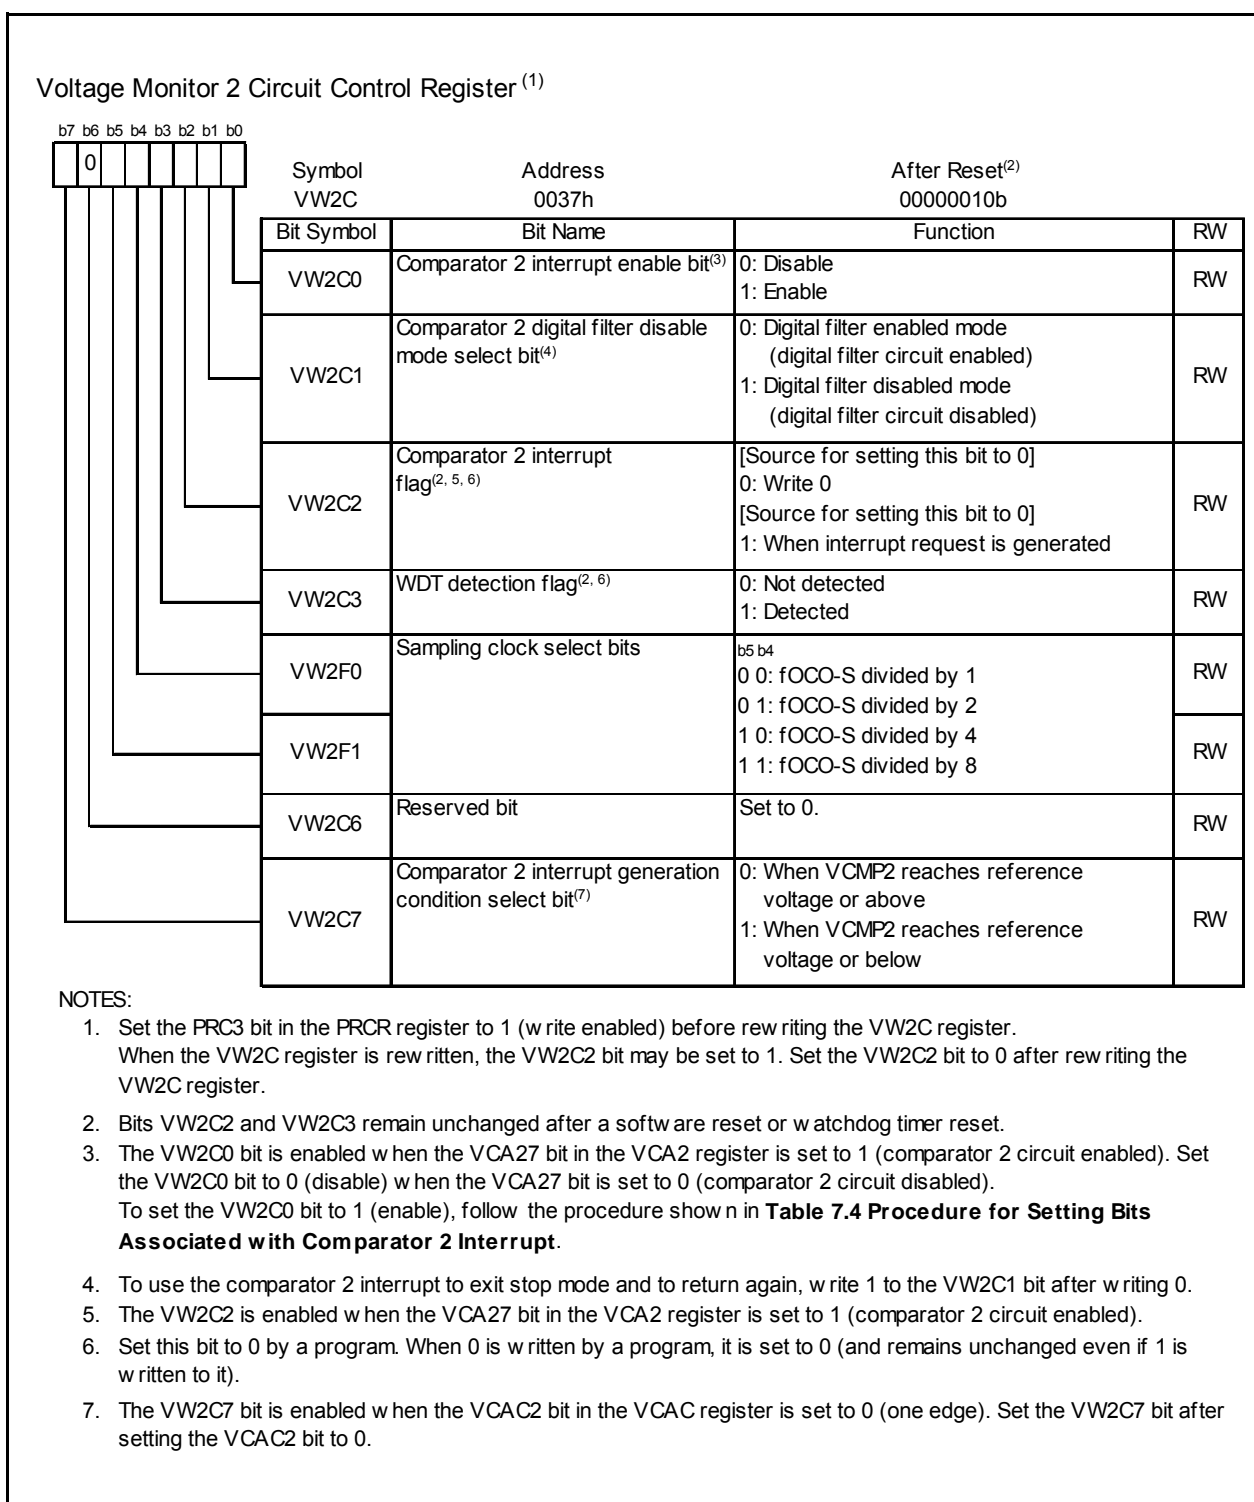 Voltage Monitor 2 Circuit Control Register (1)
b7 b6 b5 b4 b3 b2 b1 b0
0
Symbol Address After Reset(2)
VW2C 0037h 00000010b
Bit Symbol Bit Name Function RW
VW2C0 Comparator 2 interrupt enable bit(3) 0: Disable RW
1: Enable
VW2C1 Comparator 2 digital filter disable 0: Digital filter enabled mode RW
mode select bit(4) (digital filter circuit enabled)
1: Digital filter disabled mode
(digital filter circuit disabled)
VW2C2 Comparator 2 interrupt [Source for setting this bit to 0] RW
flag(2, 5, 6) 0: Write 0
[Source for setting this bit to 0]
1: When interrupt request is generated
VW2C3 WDT detection flag(2, 6) 0: Not detected RW
1: Detected
VW2F0 Sampling clock select bits b5 b4 RW
0 0: fOCO-S divided by 1
0 1: fOCO-S divided by 2
VW2F1 1 0: fOCO-S divided by 4 RW
1 1: fOCO-S divided by 8
VW2C6 Reserved bit Set to 0. RW
VW2C7 Comparator 2 interrupt generation 0: When VCMP2 reaches reference RW
condition select bit(7) voltage or above
1: When VCMP2 reaches reference
voltage or below
NOTES:
1. Set the PRC3 bit in the PRCR register to 1 (write enabled) before rewriting the VW2C register.
When the VW2C register is rewritten, the VW2C2 bit may be set to 1. Set the VW2C2 bit to 0 after rewriting the
VW2C register.
2. Bits VW2C2 and VW2C3 remain unchanged after a software reset or watchdog timer reset.
3. The VW2C0 bit is enabled when the VCA27 bit in the VCA2 register is set to 1 (comparator 2 circuit enabled). Set
the VW2C0 bit to 0 (disable) when the VCA27 bit is set to 0 (comparator 2 circuit disabled).
To set the VW2C0 bit to 1 (enable), follow the procedure shown in Table 7.4 Procedure for Setting Bits
Associated with Comparator 2 Interrupt.
4. To use the comparator 2 interrupt to exit stop mode and to return again, write 1 to the VW2C1 bit after writing 0.
5. The VW2C2 is enabled when the VCA27 bit in the VCA2 register is set to 1 (comparator 2 circuit enabled).
6. Set this bit to 0 by a program. When 0 is written by a program, it is set to 0 (and remains unchanged even if 1 is
written to it).
7. The VW2C7 bit is enabled when the VCAC2 bit in the VCAC register is set to 0 (one edge). Set the VW2C7 bit after
setting the VCAC2 bit to 0.